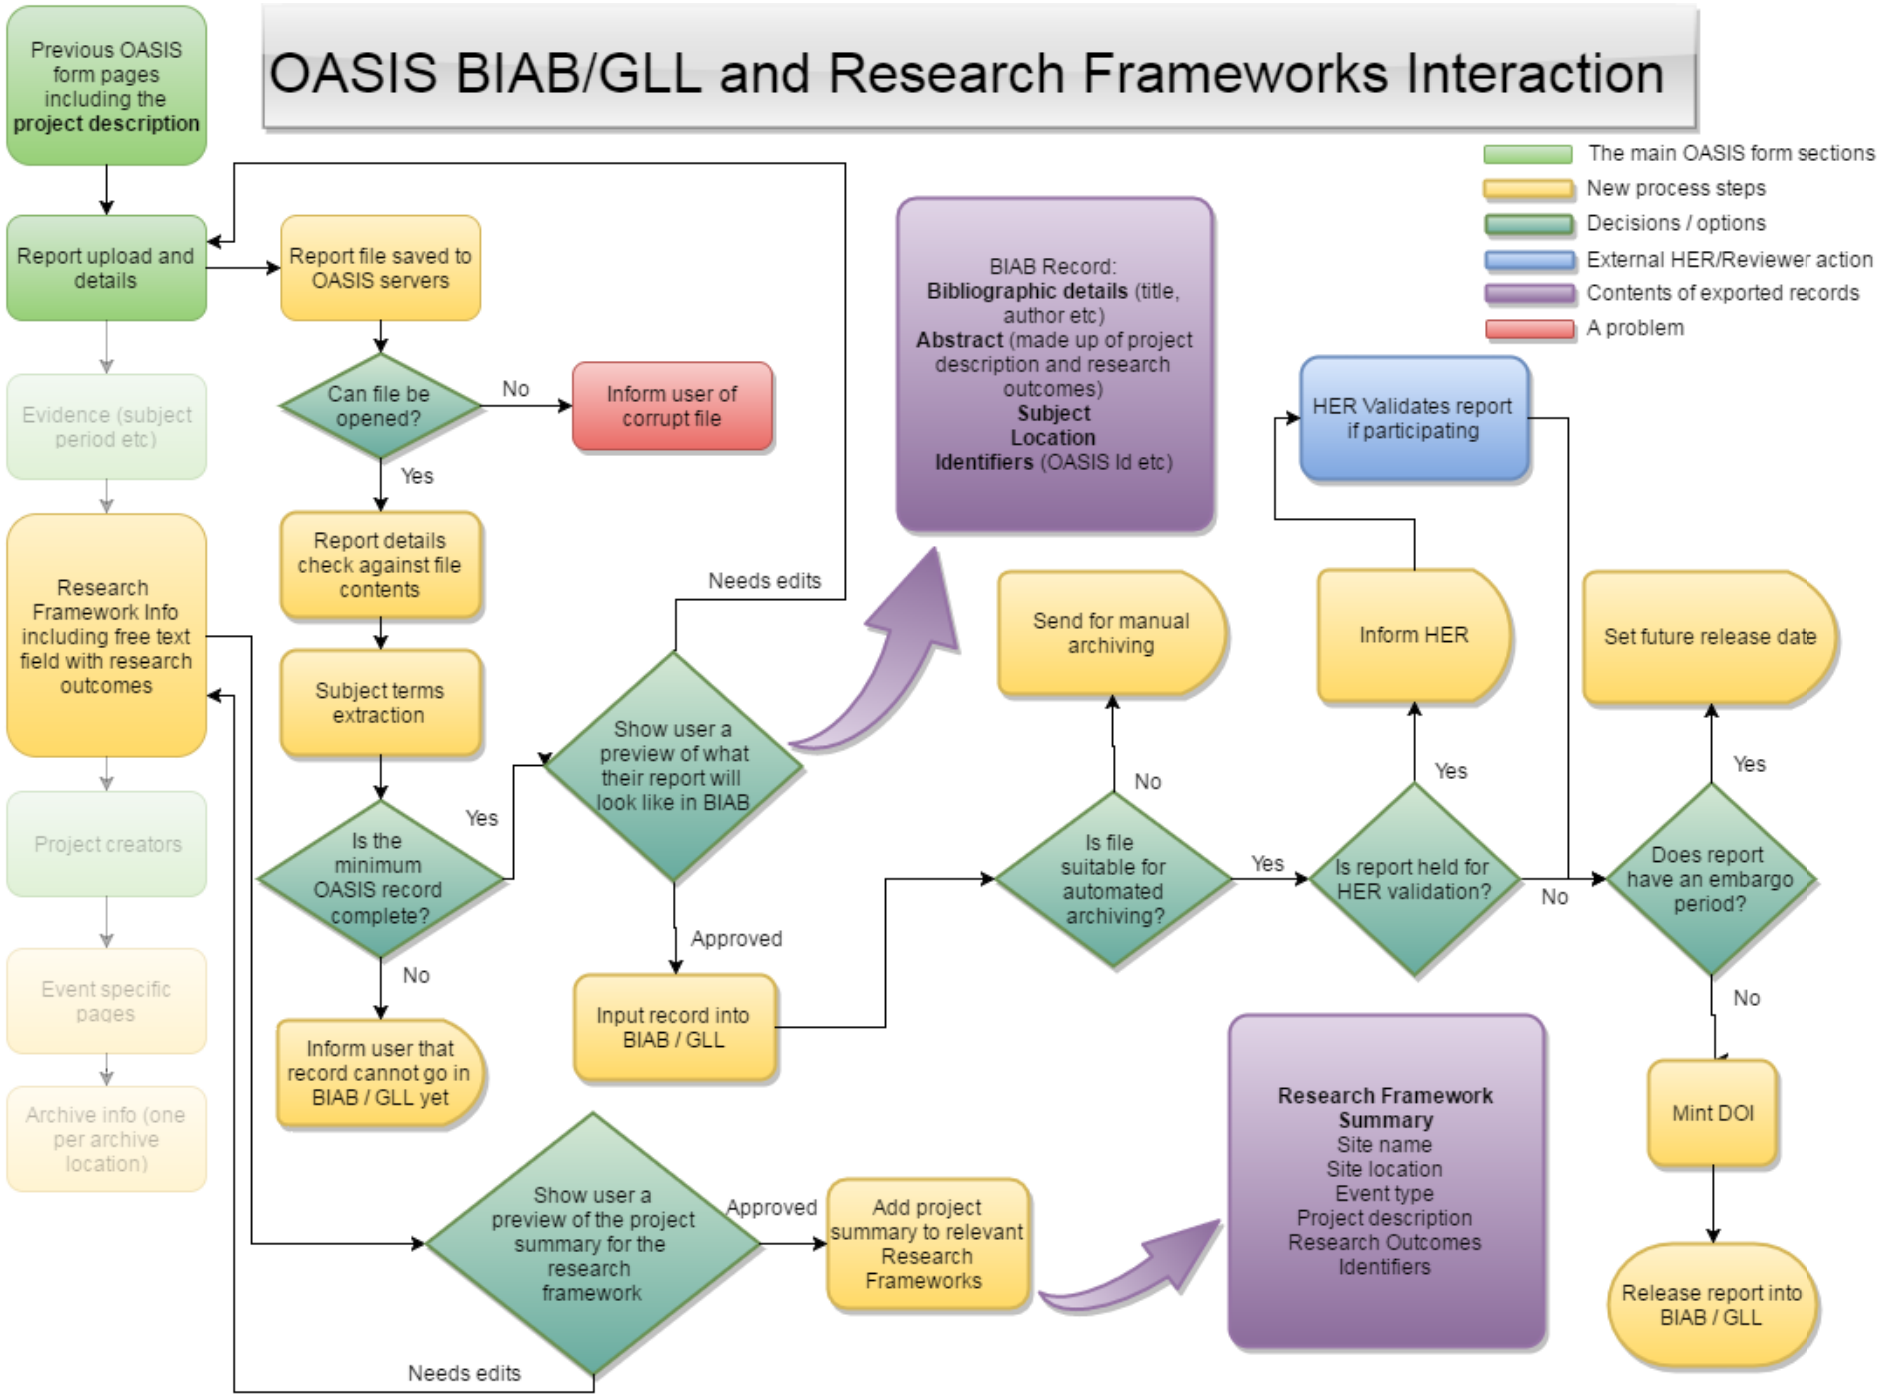 OASIS BIAB/GLL and Research Frameworks Interaction
Previous OASIS
form pages
including the
project description
The main OASIS form sections
New process steps
Decisions / options
External HER/Reviewer action
Contents of exported records
A problem
Report upload and
details
Report file saved to
OASIS servers
Can file be
opened?
No
Inform user of
corrupt file
Yes
Evidence (subject
period etc)
Report details
check against file
contents
Subject terms
extraction
Research
Framework Info
including free text
field with research
outcomes
Is the
minimum
OASIS record
complete?
Yes
No
Inform user that
record cannot go in
BIAB / GLL yet
Project creators
Event specific
pages
Archive info (one
per archive
location)
Needs edits
Show user a
preview of what
their report will
look like in BIAB
BIAB Record:
Bibliographic details (title,
author etc)
Abstract (made up of project
description and research
outcomes)
Subject
Location
Identifiers (OASIS Id etc)
Approved
Input record into
BIAB / GLL
Send for manual
archiving
No
Is file
suitable for
automated
archiving?
Yes
HER Validates report
if participating
Inform HER
Yes
Is report held for
HER validation?
No
Set future release date
Yes
Does report
have an embargo
period?
No
Mint DOI
Release report into
BIAB / GLL
Show user a
preview of the project
summary for the
research
framework
Needs edits
Approved
Add project
summary to relevant
Research
Frameworks
Research Framework
Summary
Site name
Site location
Event type
Project description
Research Outcomes
Identifiers